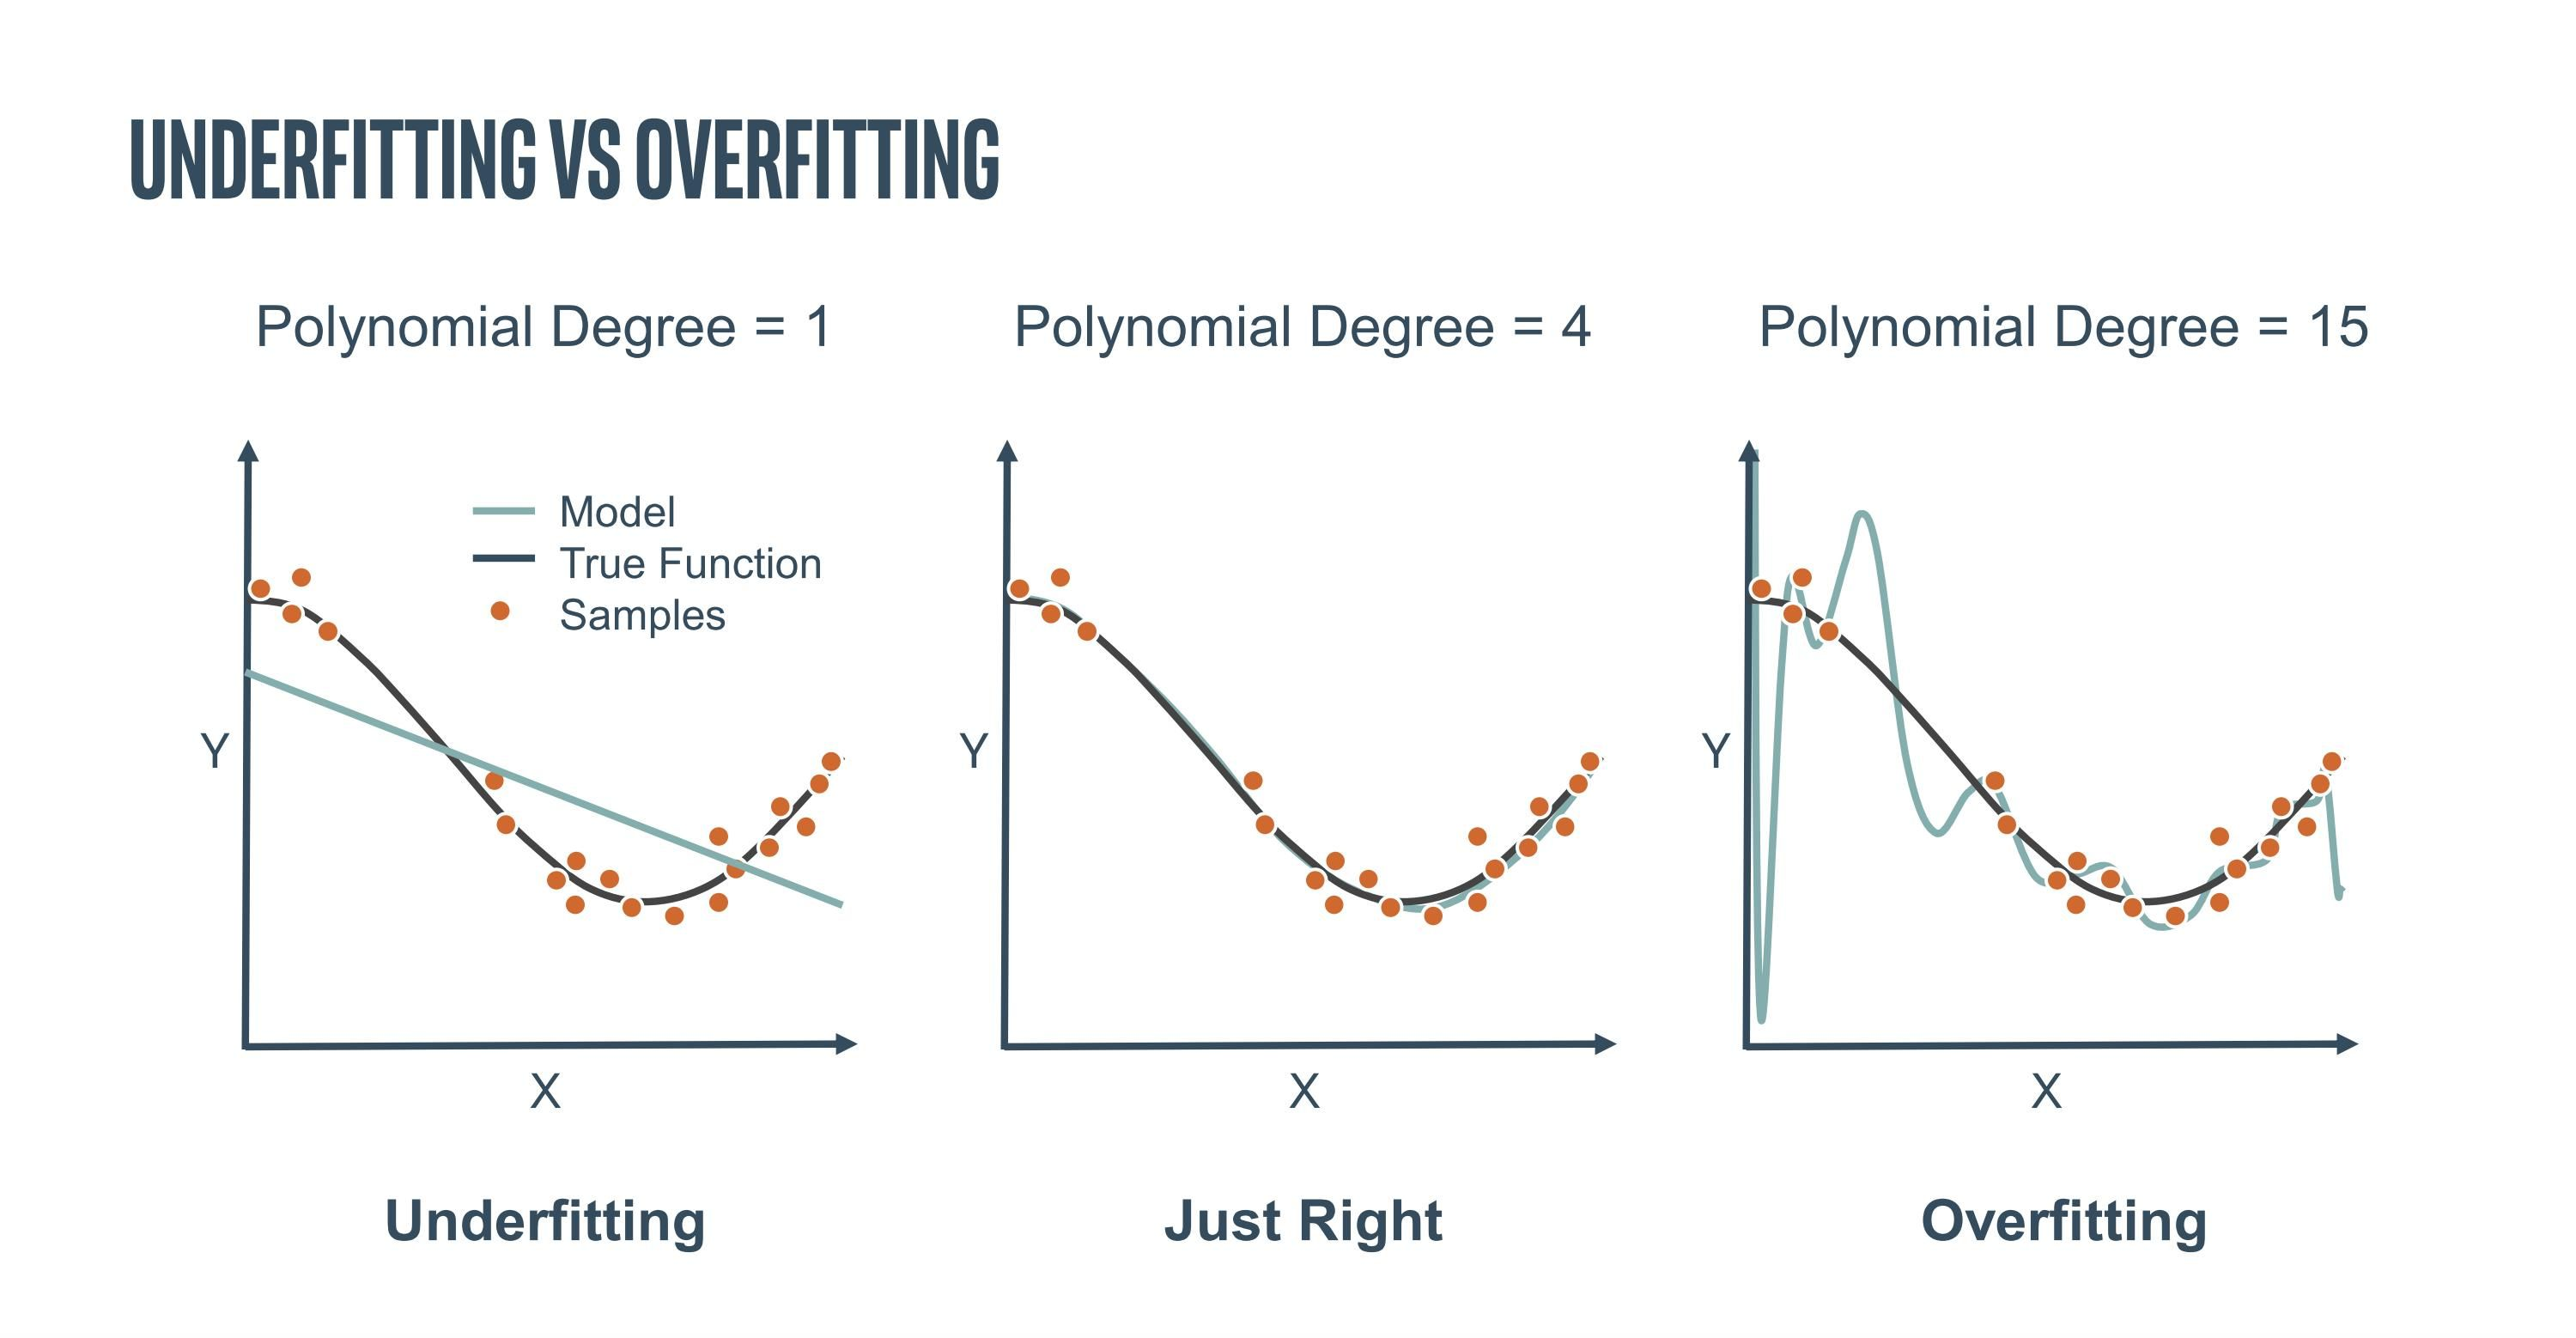 UNDERFITTING VS OVERFITTING
Polynomial Degree = 1
Polynomial Degree = 4
Polynomial Degree = 15
Model
True Function
Samples
Y
Y
Y
X
X
X
Underfitting
Just Right
Overfitting